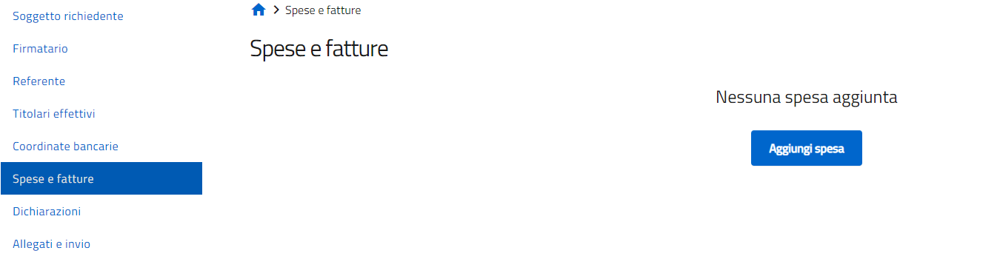 Soggetto richiedente
Firmatario
Referente
Titolari effettivi
Coordinate bancarie
Spese e fatture
Dichiarazioni
Allegati e invio
Spese e fatture
Spese e fatture
Nessuna spesa aggiunta
Aggiungi spesa